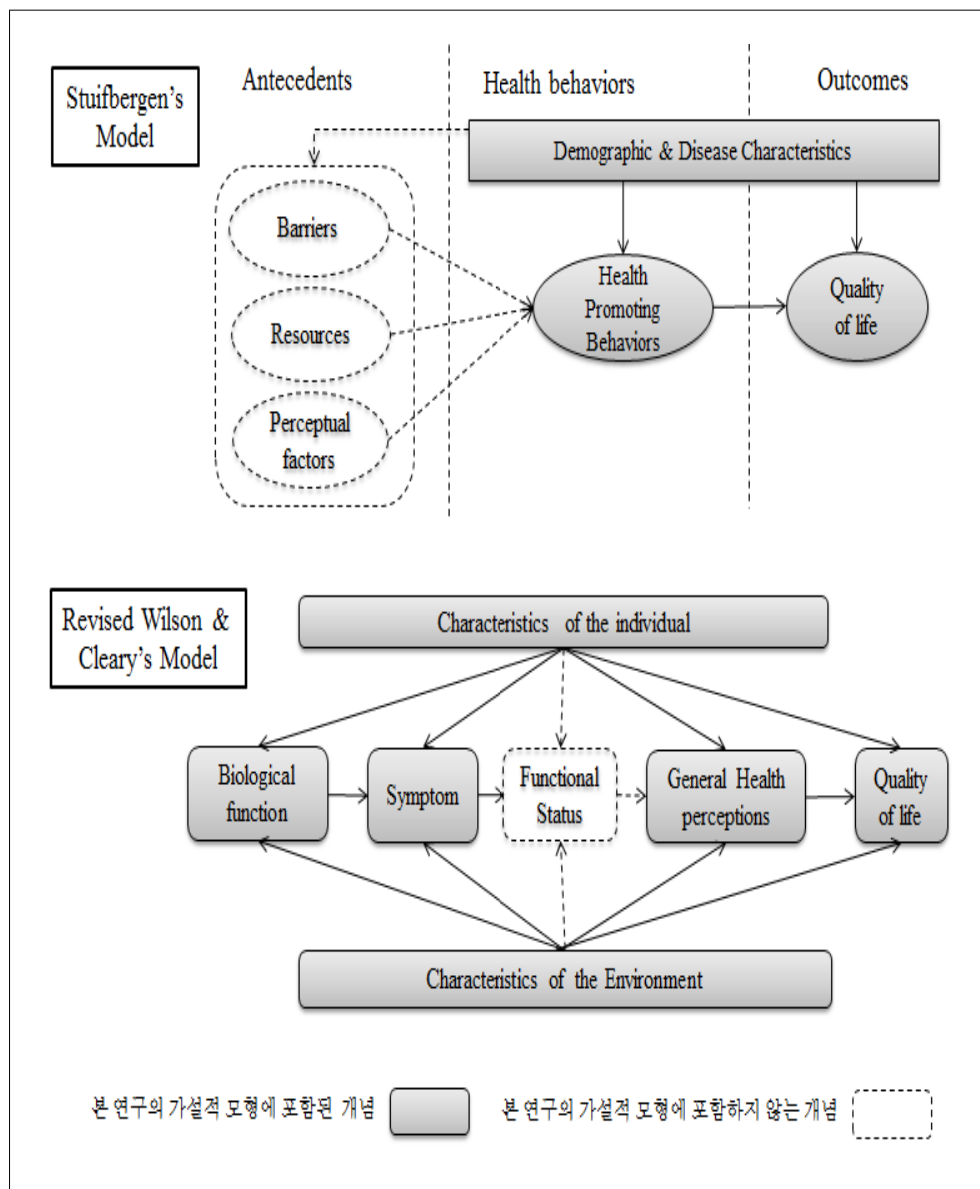 Stuifbergen's
Model
Antecedents
Health behaviors
Outcomes
Demographic & Disease Characteristics
Barriers
Resources
Perceptual
factors
Health
Promoting
Behaviors
Quality
of life
Revised Wilson &
Cleary's Model
Characteristics of the individual
Biological
function
Symptom
Functional
Status
General Health
perceptions
Quality
of life
Characteristics of the Environment
본 연구의 가설적 모형에 포함된 개념
본 연구의 가설적 모형에 포함하지 않는 개념